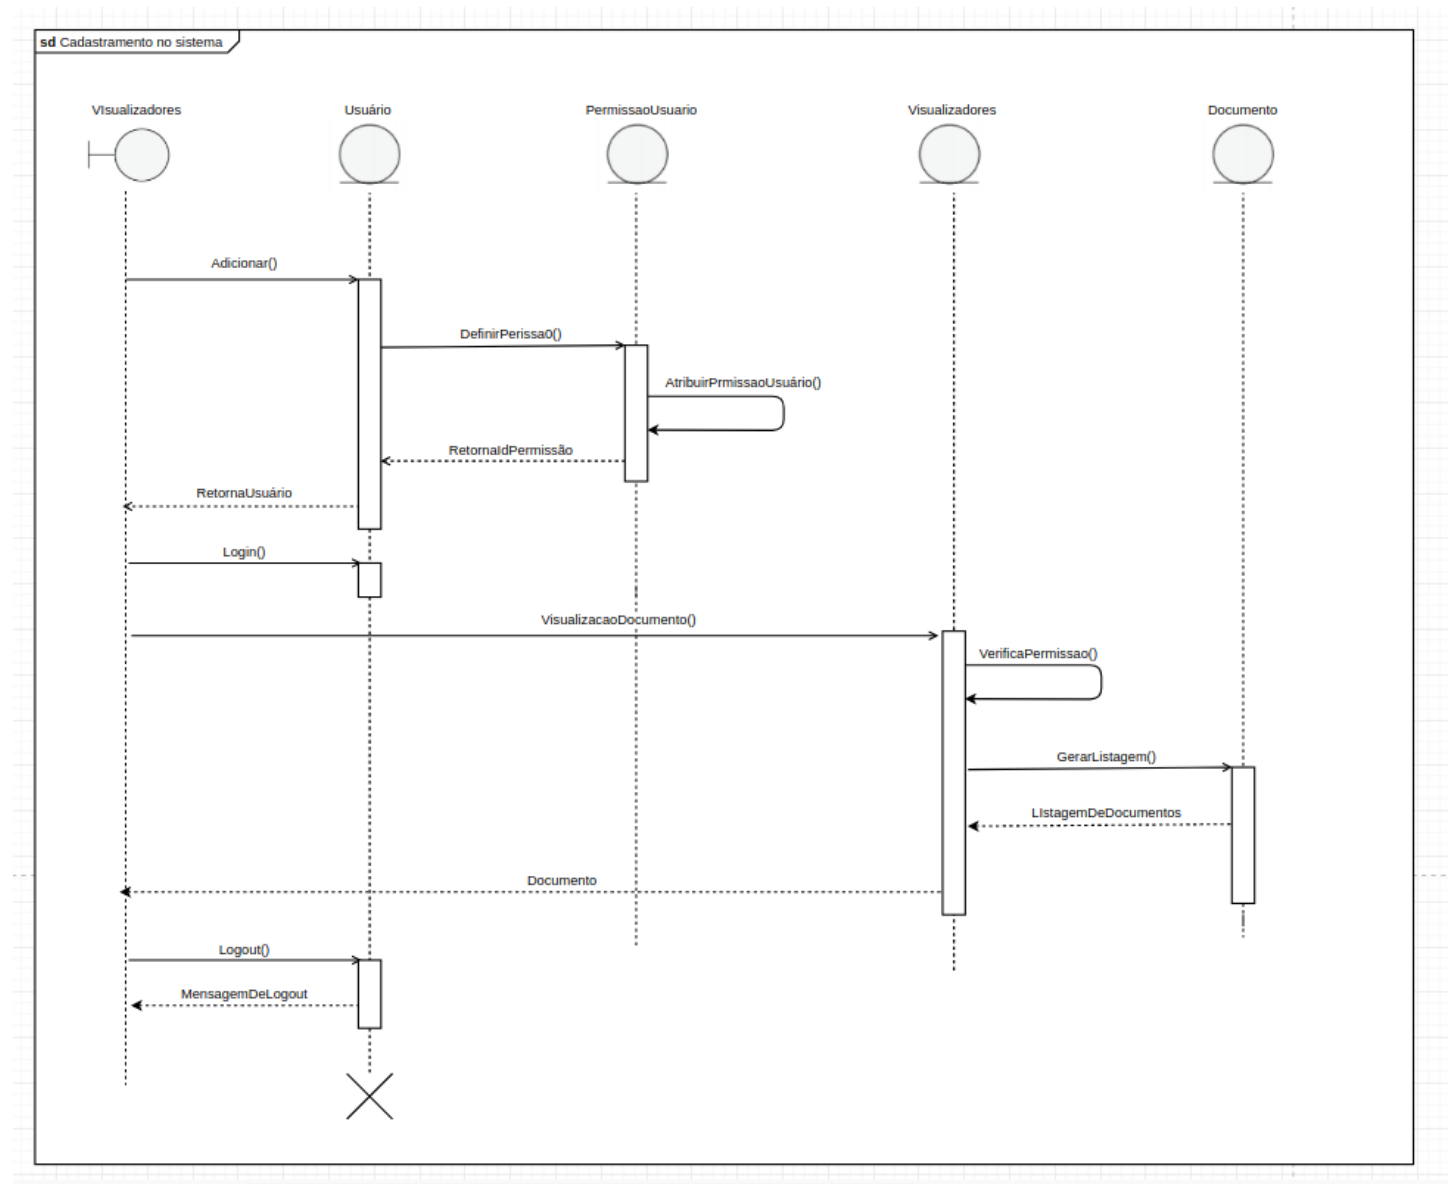 sd Cadastramento no sistema
VIsualizadores
Usuário
PermissaoUsuario
Visualizadores
Documento
Adicionar()
DefinirPerissa0()
AtribuirPrmissaoUsuário()
RetornaIdPermissão
RetornaUsuário
Login()
VisualizacaoDocumento()
VerificaPermissao()
GerarListagem()
LIstagemDeDocumentos
Documento
Logout()
MensagemDeLogout